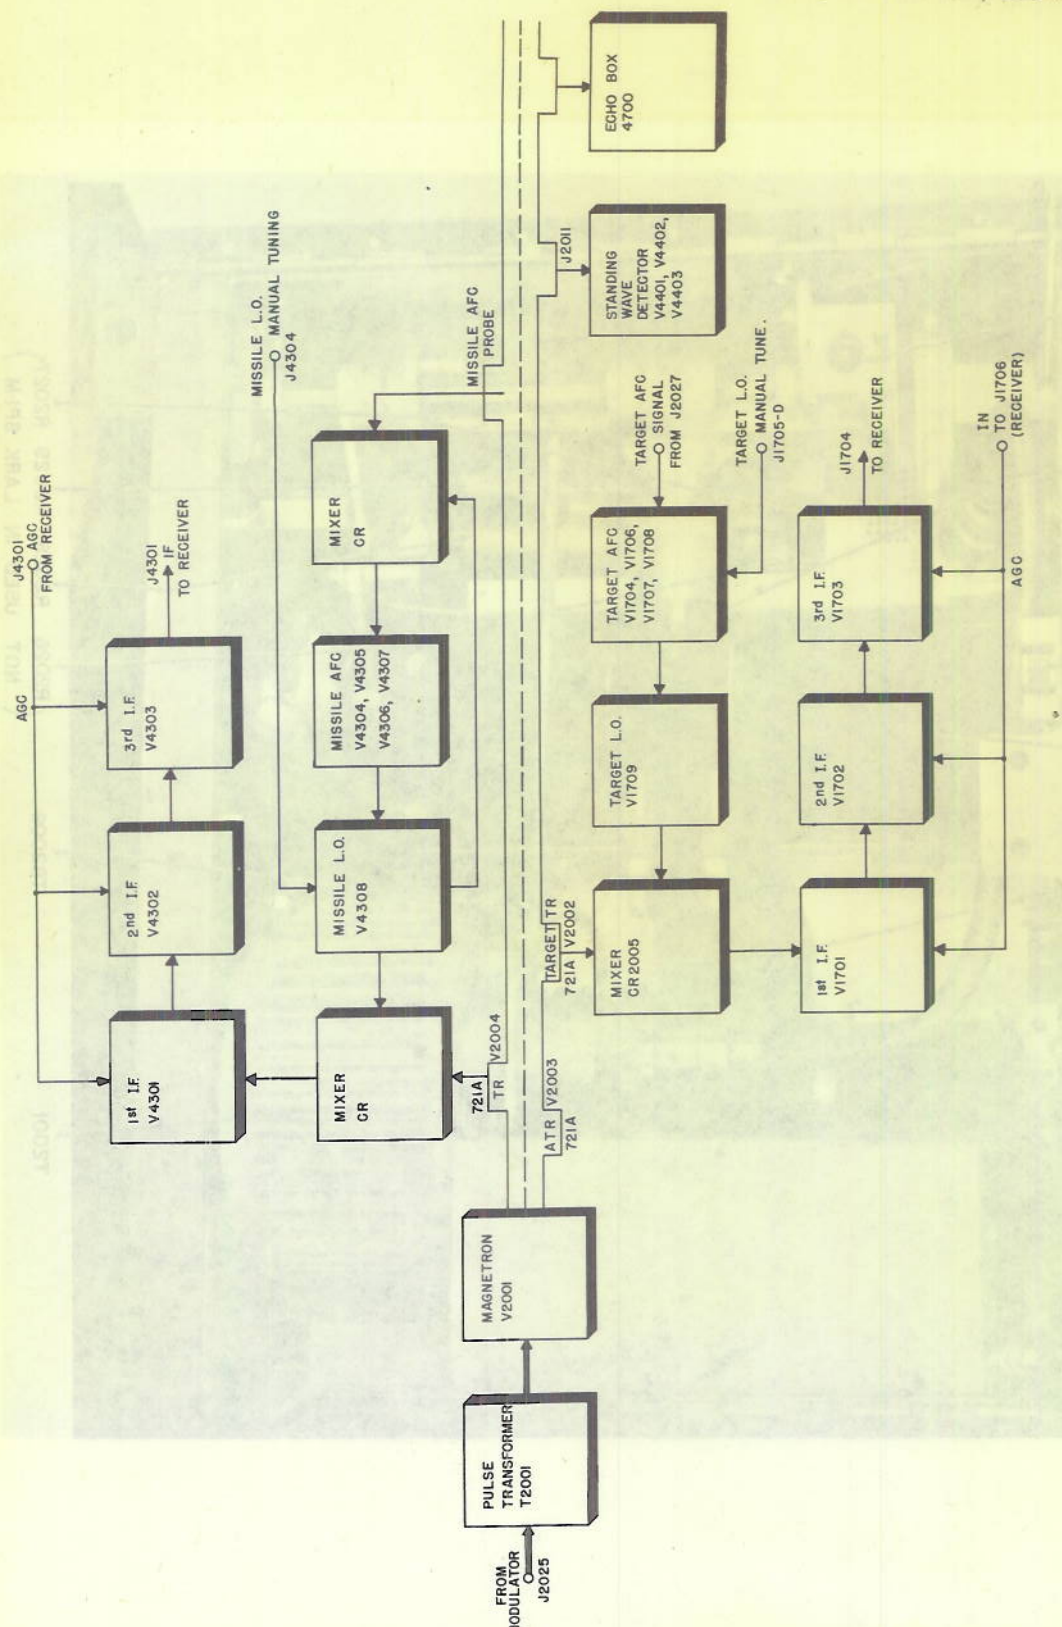 J4301
AGC
FROM RECEIVER
AGC
J4301
IF
TO RECEIVER
3rd I.F.
V4303
2nd I.F.
V4302
1st I.F.
V4301
MISSILE L.O.
MANUAL TUNING
J4304
MIXER
CR
MISSILE AFC
V4304, V4305
V4306, V4307
MISSILE L.O.
V4308
MIXER
CR
MISSILE AFC
PROBE
721A
TR
V2004
FROM
MODULATOR
J2025
PULSE
TRANSFORMER
T2001
MAGNETRON
V2001
ATR
V2003
721A
TARGET
TR
721A
V2002
J2011
ECHO BOX
4700
STANDING
WAVE
DETECTOR
V4401, V4402,
V4403
TARGET AFC
SIGNAL
FROM J2027
TARGET L.O.
MANUAL TUNE.
J1705-D
TARGET AFC
V1704, V1706,
V1707, V1708
TARGET L.O.
V1709
MIXER
CR2005
J1704
TO RECEIVER
3rd I.F.
V1703
2nd I.F.
V1702
1st I.F.
V1701
IN
TO J1706
(RECEIVER)
AGC